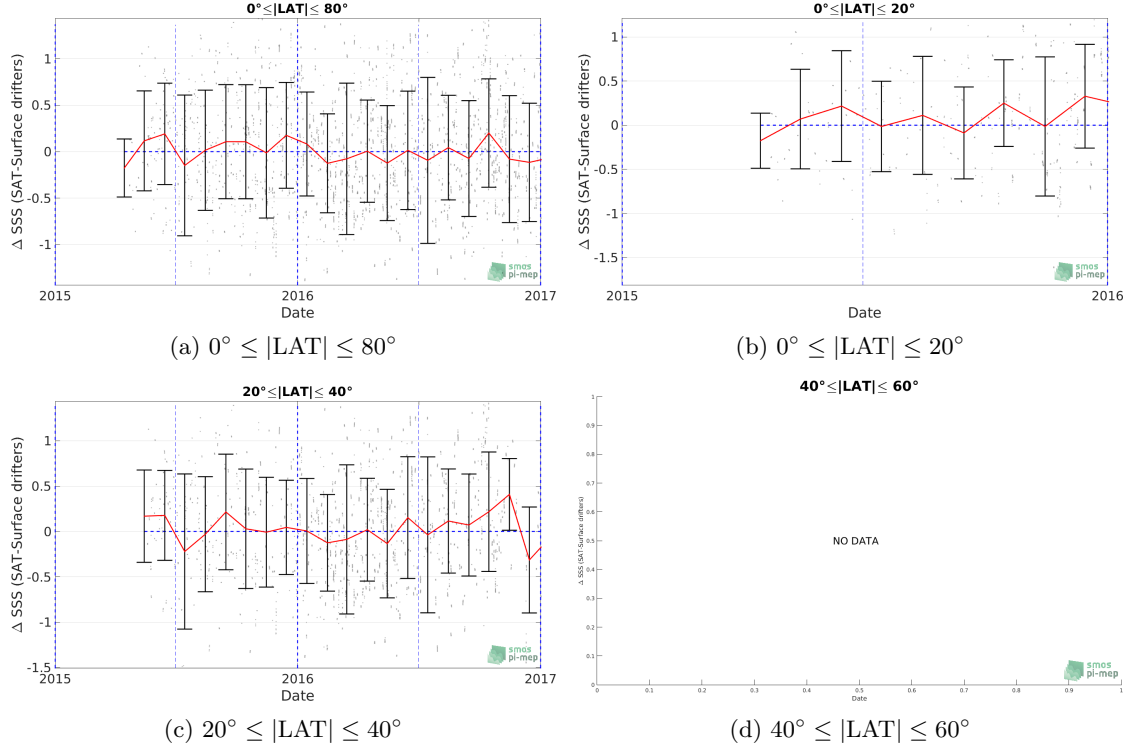 0°≤|LAT|≤ 80°
1
0.5
0
-0.5
-1
Δ SSS (SAT-Surface drifters)
2015
2016
2017
Date
smos
pi-mep
(a) 0° ≤ |LAT| ≤ 80°
0°≤|LAT|≤ 20°
1
0.5
0
-0.5
-1
-1.5
Δ SSS (SAT-Surface drifters)
2015
2016
Date
smos
pi-mep
(b) 0° ≤ |LAT| ≤ 20°
20°≤|LAT|≤ 40°
1
0.5
0
-0.5
-1
-1.5
Δ SSS (SAT-Surface drifters)
2015
2016
2017
Date
smos
pi-mep
(c) 20° ≤ |LAT| ≤ 40°
40°≤|LAT|≤ 60°
1
0.9
0.8
0.7
0.6
0.5
0.4
0.3
0.2
0.1
0
Δ SSS (SAT-Surface drifters)
NO DATA
0
0.1
0.2
0.3
0.4
0.5
0.6
0.7
0.8
0.9
1
Date
smos
pi-mep
(d) 40° ≤ |LAT| ≤ 60°